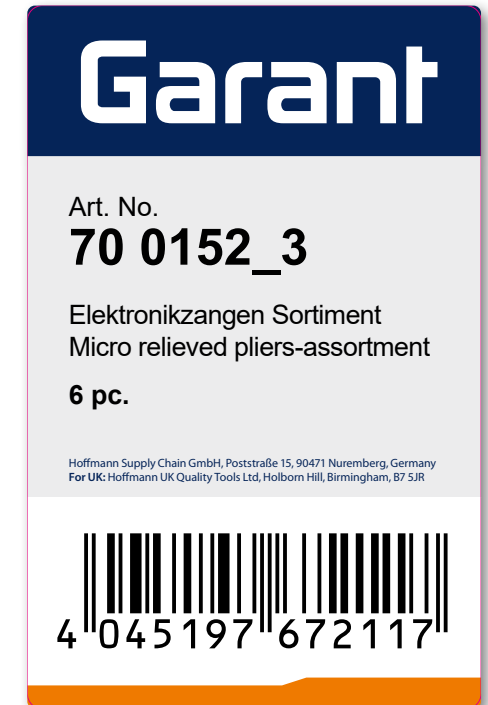 Garant
Art. No.
70 0152_3
Elektronikzangen Sortiment
Micro relieved pliers-assortment
6 pc.
Hoffmann Supply Chain GmbH, Poststraße 15, 90471 Nuremberg, Germany
For UK: Hoffmann UK Quality Tools Ltd, Holborn Hill, Birmingham, B7 5JR
4 045197 672117